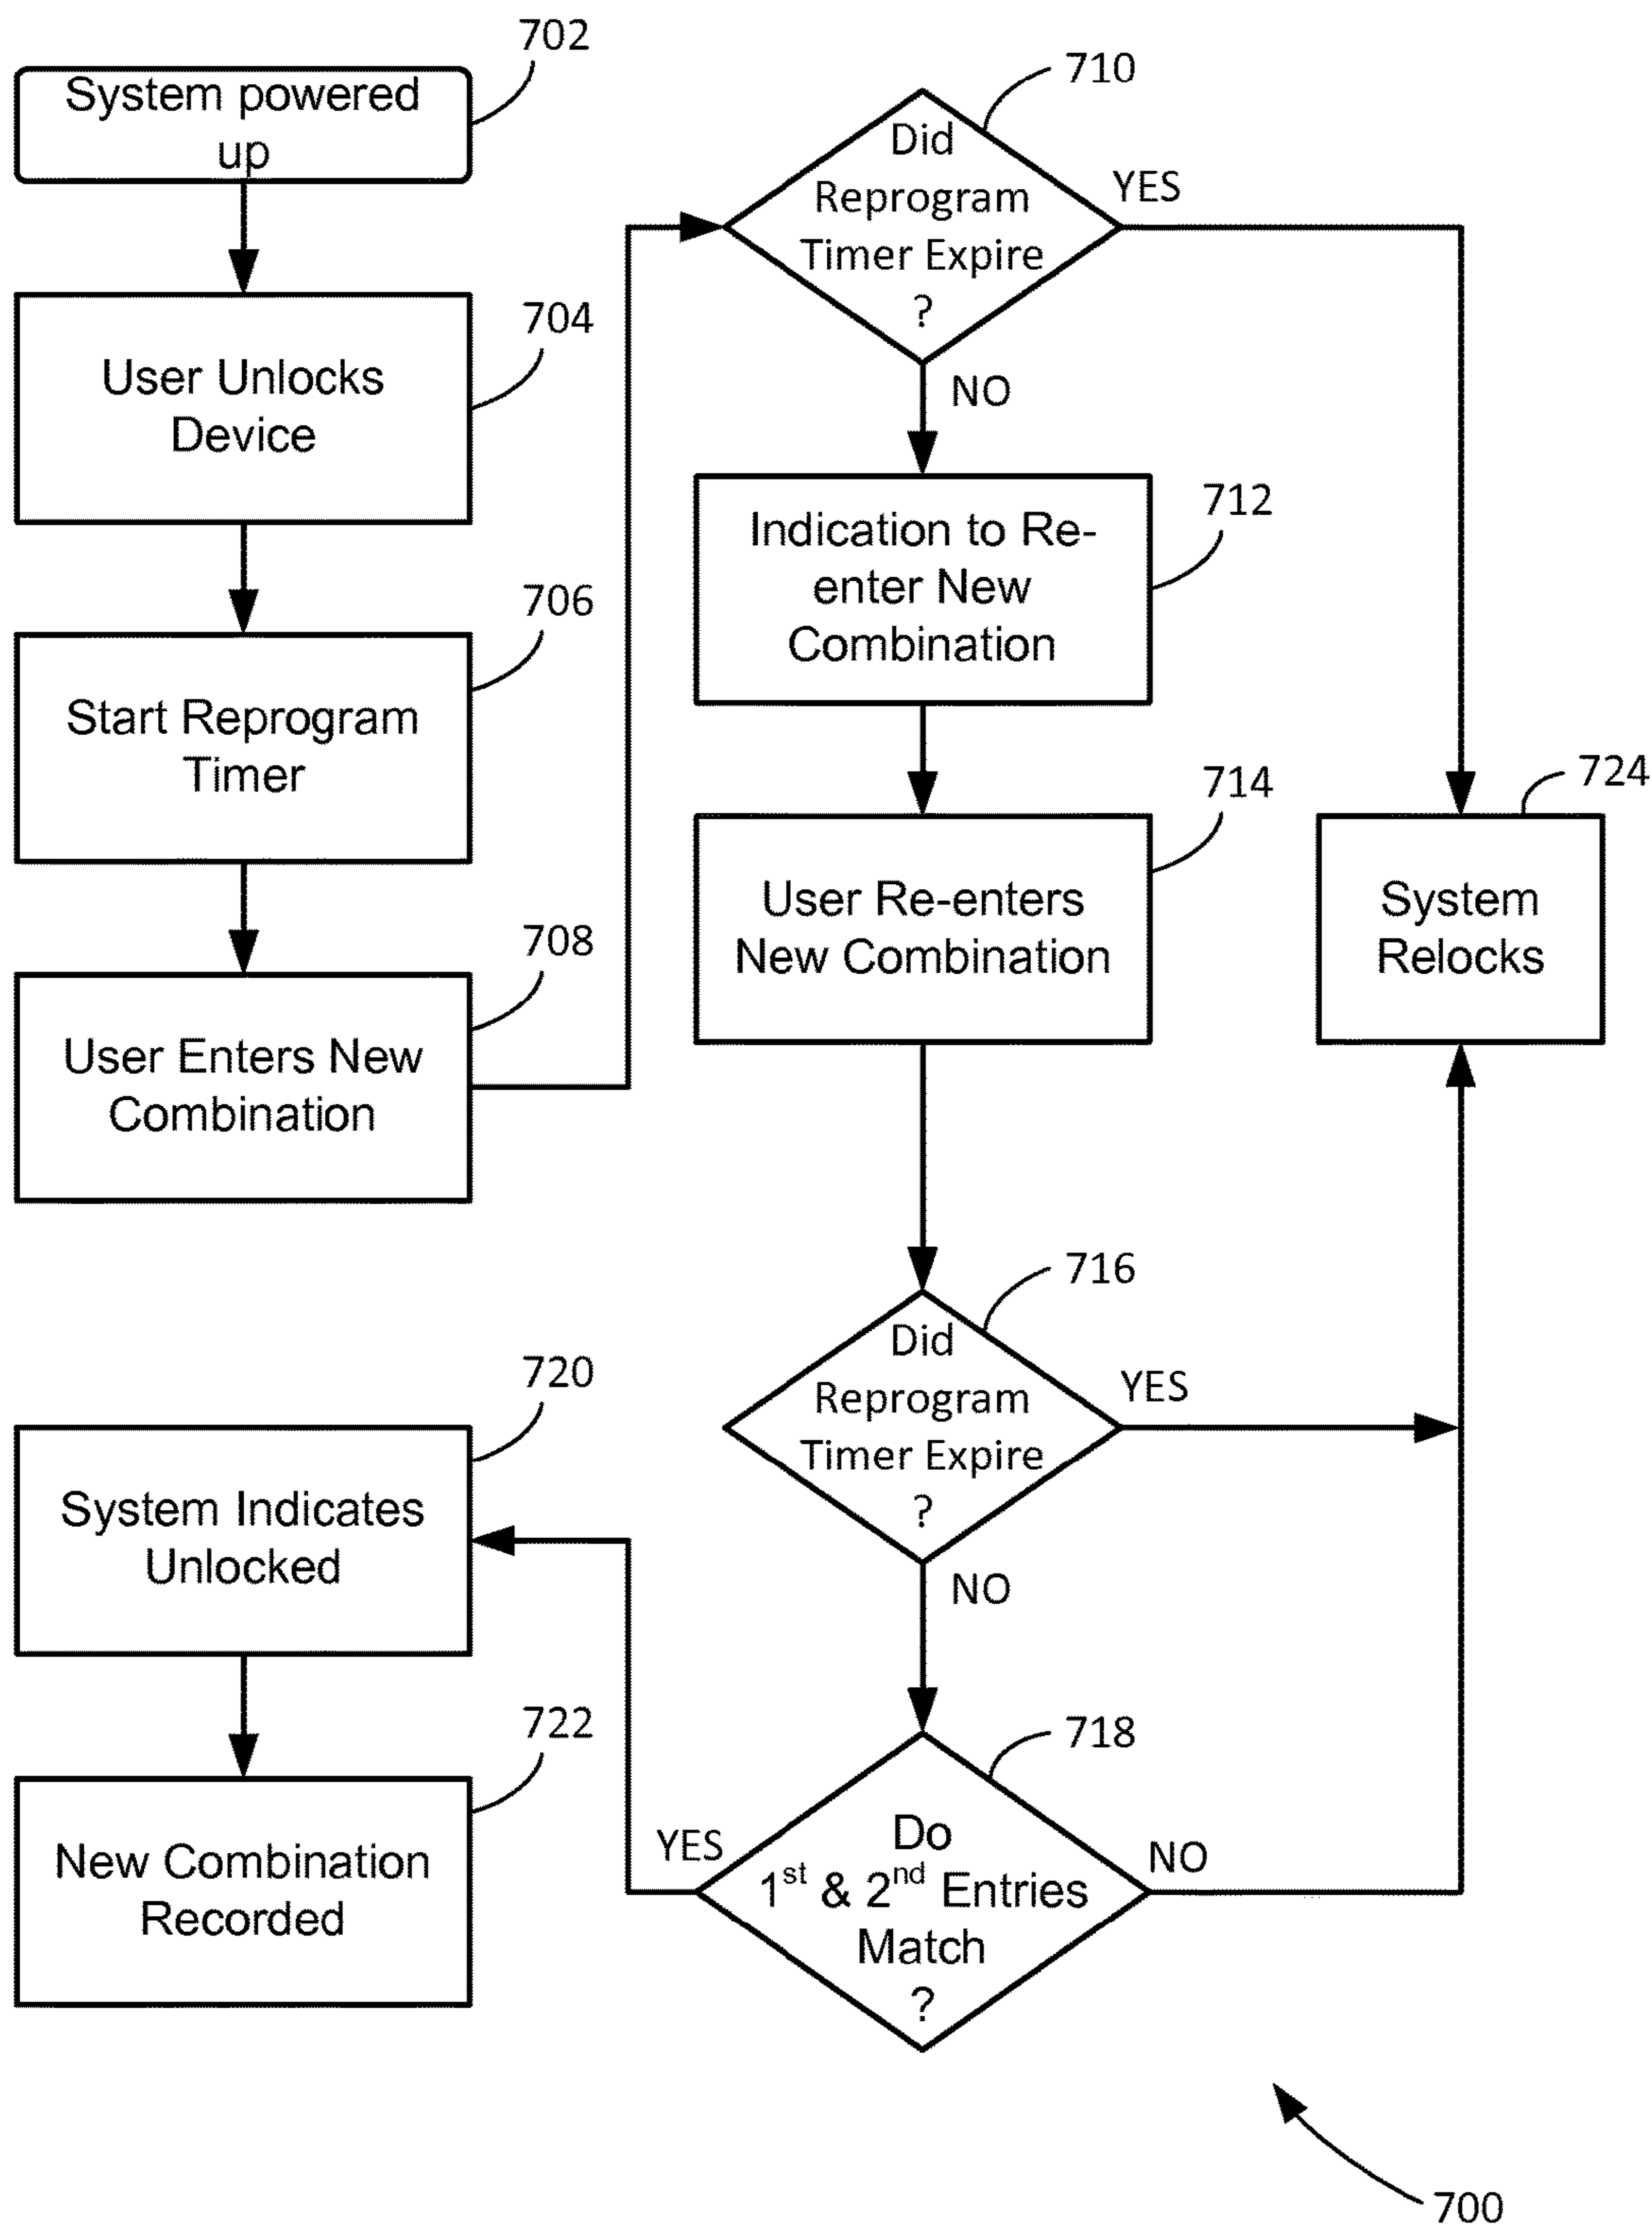 702
System powered
up
704
User Unlocks
Device
706
Start Reprogram
Timer
708
User Enters New
Combination
710
Did
Reprogram
Timer Expire
?
YES
NO
712
Indication to Re-
enter New
Combination
714
User Re-enters
New Combination
724
System
Relocks
716
Did
Reprogram
Timer Expire
?
YES
NO
718
Do
1st & 2nd Entries
Match
?
YES
NO
720
System Indicates
Unlocked
722
New Combination
Recorded
700